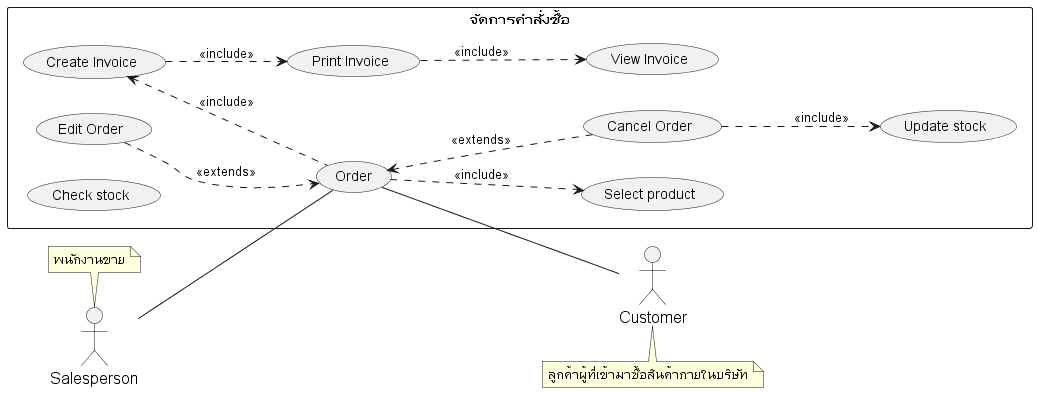 จัดการคำสั่งซื้อ
Create Invoice
«include»
Print Invoice
«include»
View Invoice
«include»
Edit Order
«extends»
Cancel Order
«include»
Update stock
«extends»
Order
«include»
Check stock
Select product
พนักงานขาย
Salesperson
Customer
ลูกค้าผู้ที่เข้ามาซื้อสินค้าภายในบริษัท